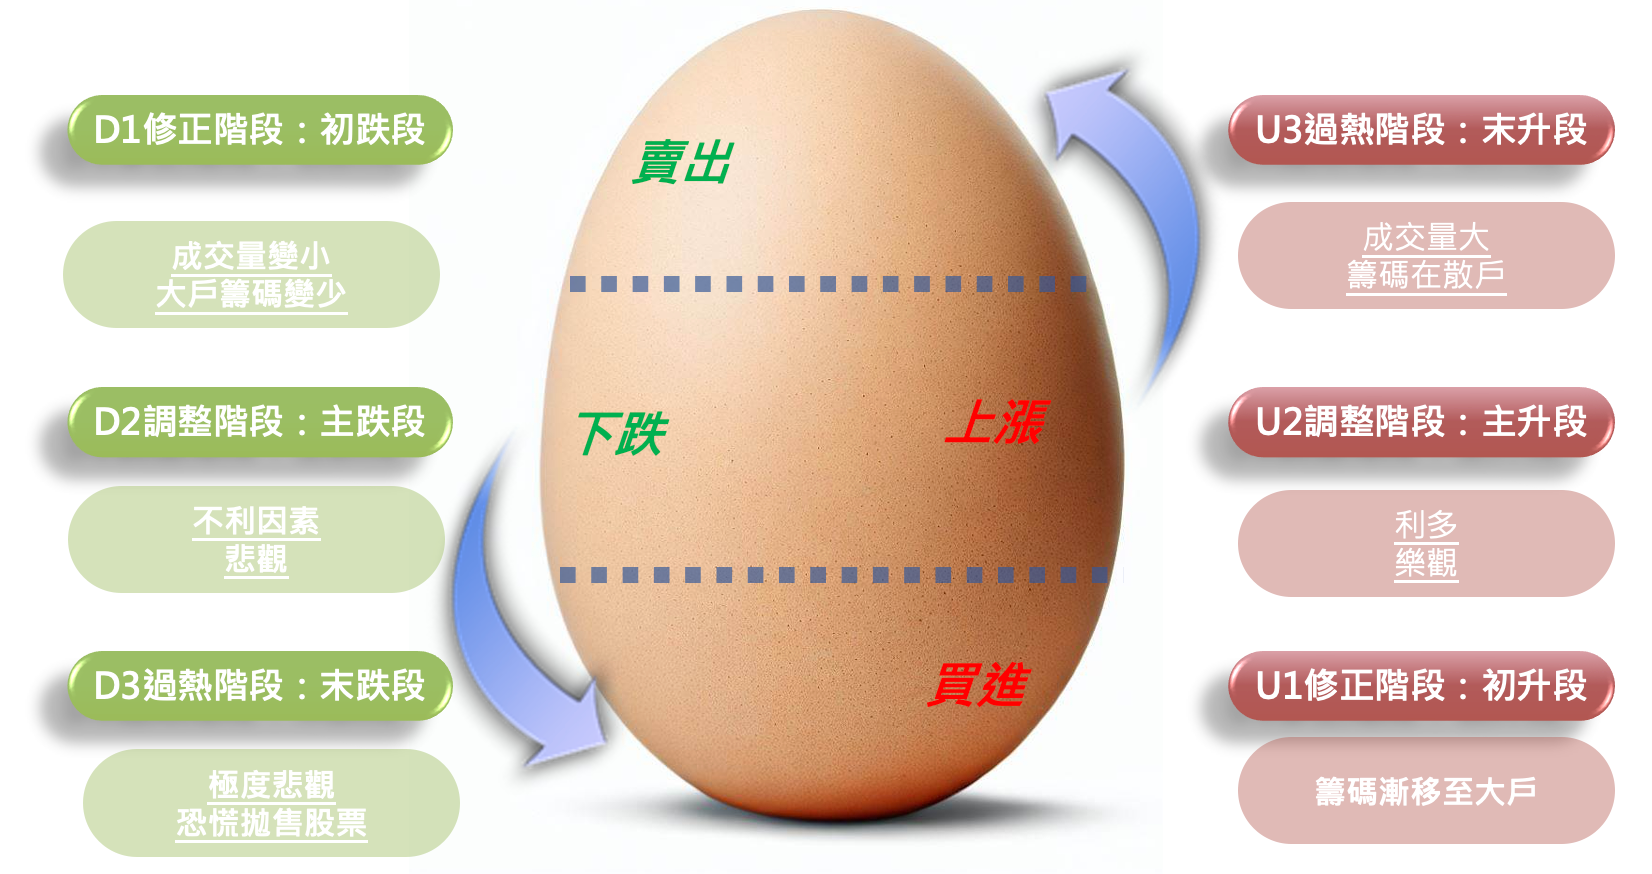 D1修正階段：初跌段
成交量變小
大戶籌碼變少
D2調整階段：主跌段
不利因素
悲觀
D3過熱階段：末跌段
極度悲觀
恐慌拋售股票
賣出
下跌
上漲
買進
U3過熱階段：末升段
成交量大
籌碼在散戶
U2調整階段：主升段
利多
樂觀
U1修正階段：初升段
籌碼漸移至大戶